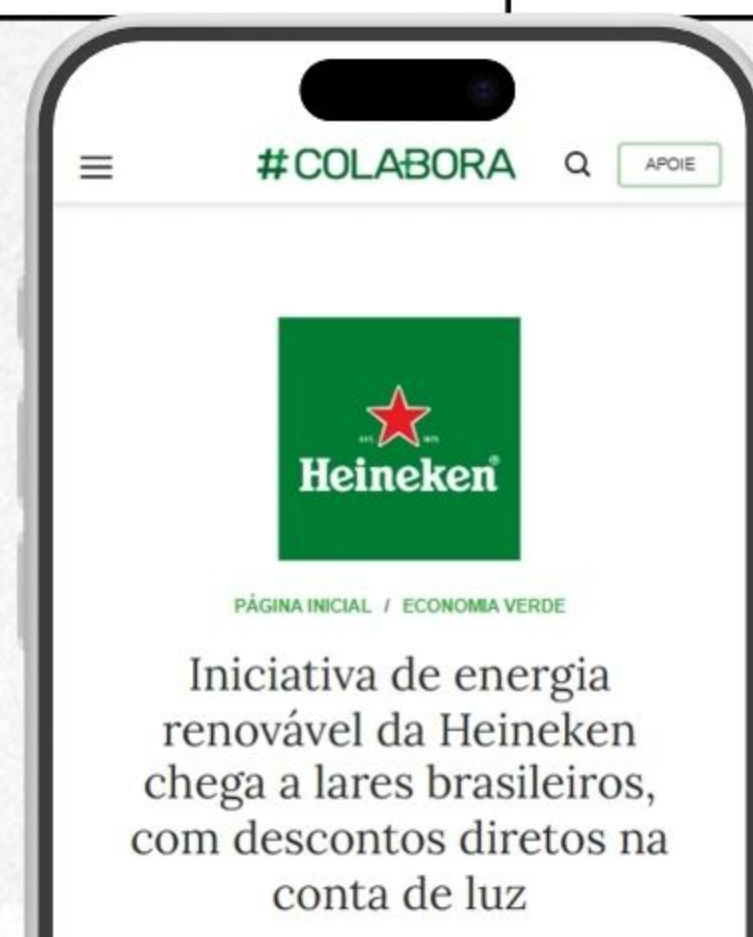 #COLABORA
APOIE
Heineken®
PÁGINA INICIAL / ECONOMIA VERDE
Iniciativa de energia
renovável da Heineken
chega a lares brasileiros,
com descontos diretos na
conta de luz